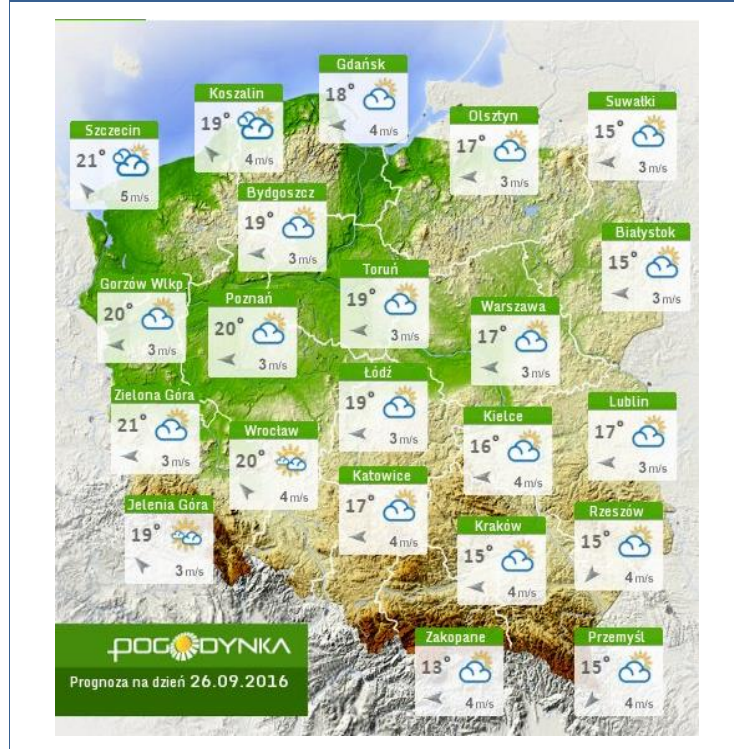 Gdańsk
18°
4 m/s
Koszalin
19°
4 m/s
Suwałki
15°
3 m/s
Olsztyn
17°
3 m/s
Szczecin
21°
5 m/s
Bydgoszcz
19°
3 m/s
Białystok
15°
3 m/s
Toruń
19°
3 m/s
Gorzów Wlkp
20°
3 m/s
Poznań
20°
3 m/s
Warszawa
17°
3 m/s
Łódź
19°
3 m/s
Zielona Góra
21°
3 m/s
Lublin
17°
3 m/s
Kielce
16°
4 m/s
Wrocław
20°
4 m/s
Katowice
17°
4 m/s
Jelenia Góra
19°
3 m/s
Rzeszów
15°
4 m/s
Kraków
15°
4 m/s
Zakopane
13°
4 m/s
Przemyśl
15°
4 m/s
POGODYNKA
Prognoza na dzień 26.09.2016